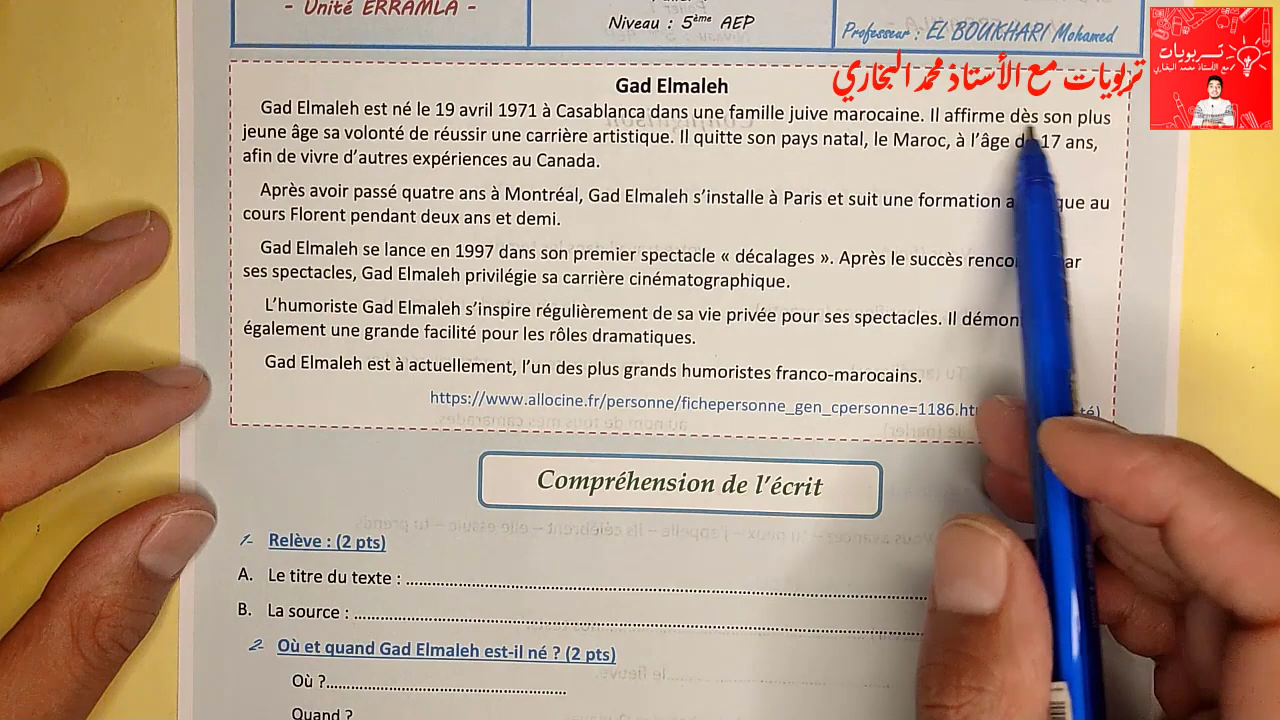 - Unité ERRAMLA -
Niveau : 5ème AEP
Professeur : EL BOUKHARI Mohamed
تربويات مع الأستاذ محمد البخاري
تربويات
مع الأستاذ محمد البخاري
Gad Elmaleh
Gad Elmaleh est né le 19 avril 1971 à Casablanca dans une famille juive marocaine. Il affirme dès son plus
jeune âge sa volonté de réussir une carrière artistique. Il quitte son pays natal, le Maroc, à l’âge 17 ans,
afin de vivre d’autres expériences au Canada.
Après avoir passé quatre ans à Montréal, Gad Elmaleh s’installe à Paris et suit une formation au
cours Florent pendant deux ans et demi.
Gad Elmaleh se lance en 1997 dans son premier spectacle « décalages ». Après le succès
ses spectacles, Gad Elmaleh privilégie sa carrière cinématographique.
L’humoriste Gad Elmaleh s’inspire régulièrement de sa vie privée pour ses spectacles. Il
également une grande facilité pour les rôles dramatiques.
Gad Elmaleh est à actuellement, l’un des plus grands humoristes franco-marocains.
https://www.allocine.fr/personne/fichepersonne_gen_cpersonne=1186.ht
Compréhension de l’écrit
1- Relève : (2 pts)
A. Le titre du texte : ........................................
B. La source : ........................................
2- Où et quand Gad Elmaleh est-il né ? (2 pts)
Où ?........................................
Quand ?